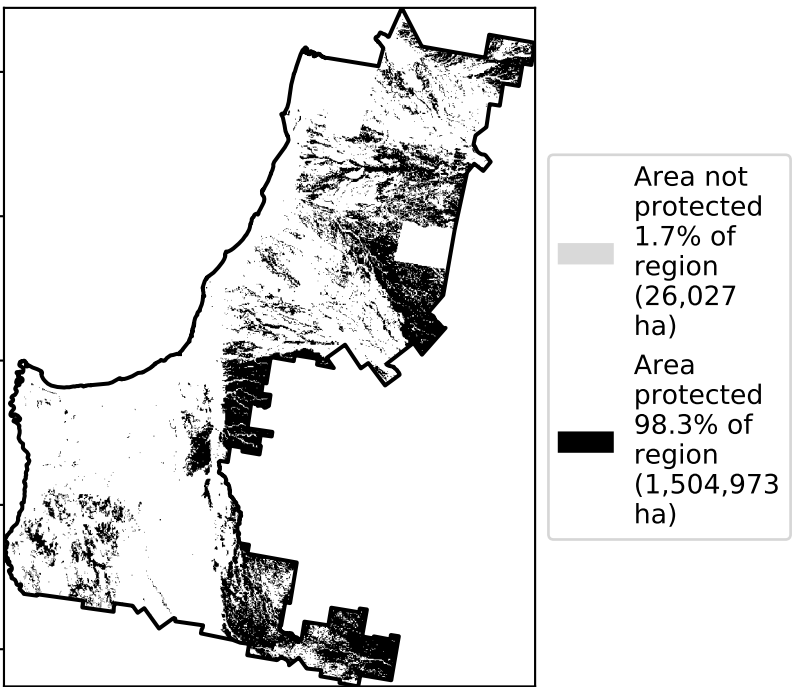 Area not
protected
1.7% of
region
(26,027
ha)
Area
protected
98.3% of
region
(1,504,973
ha)